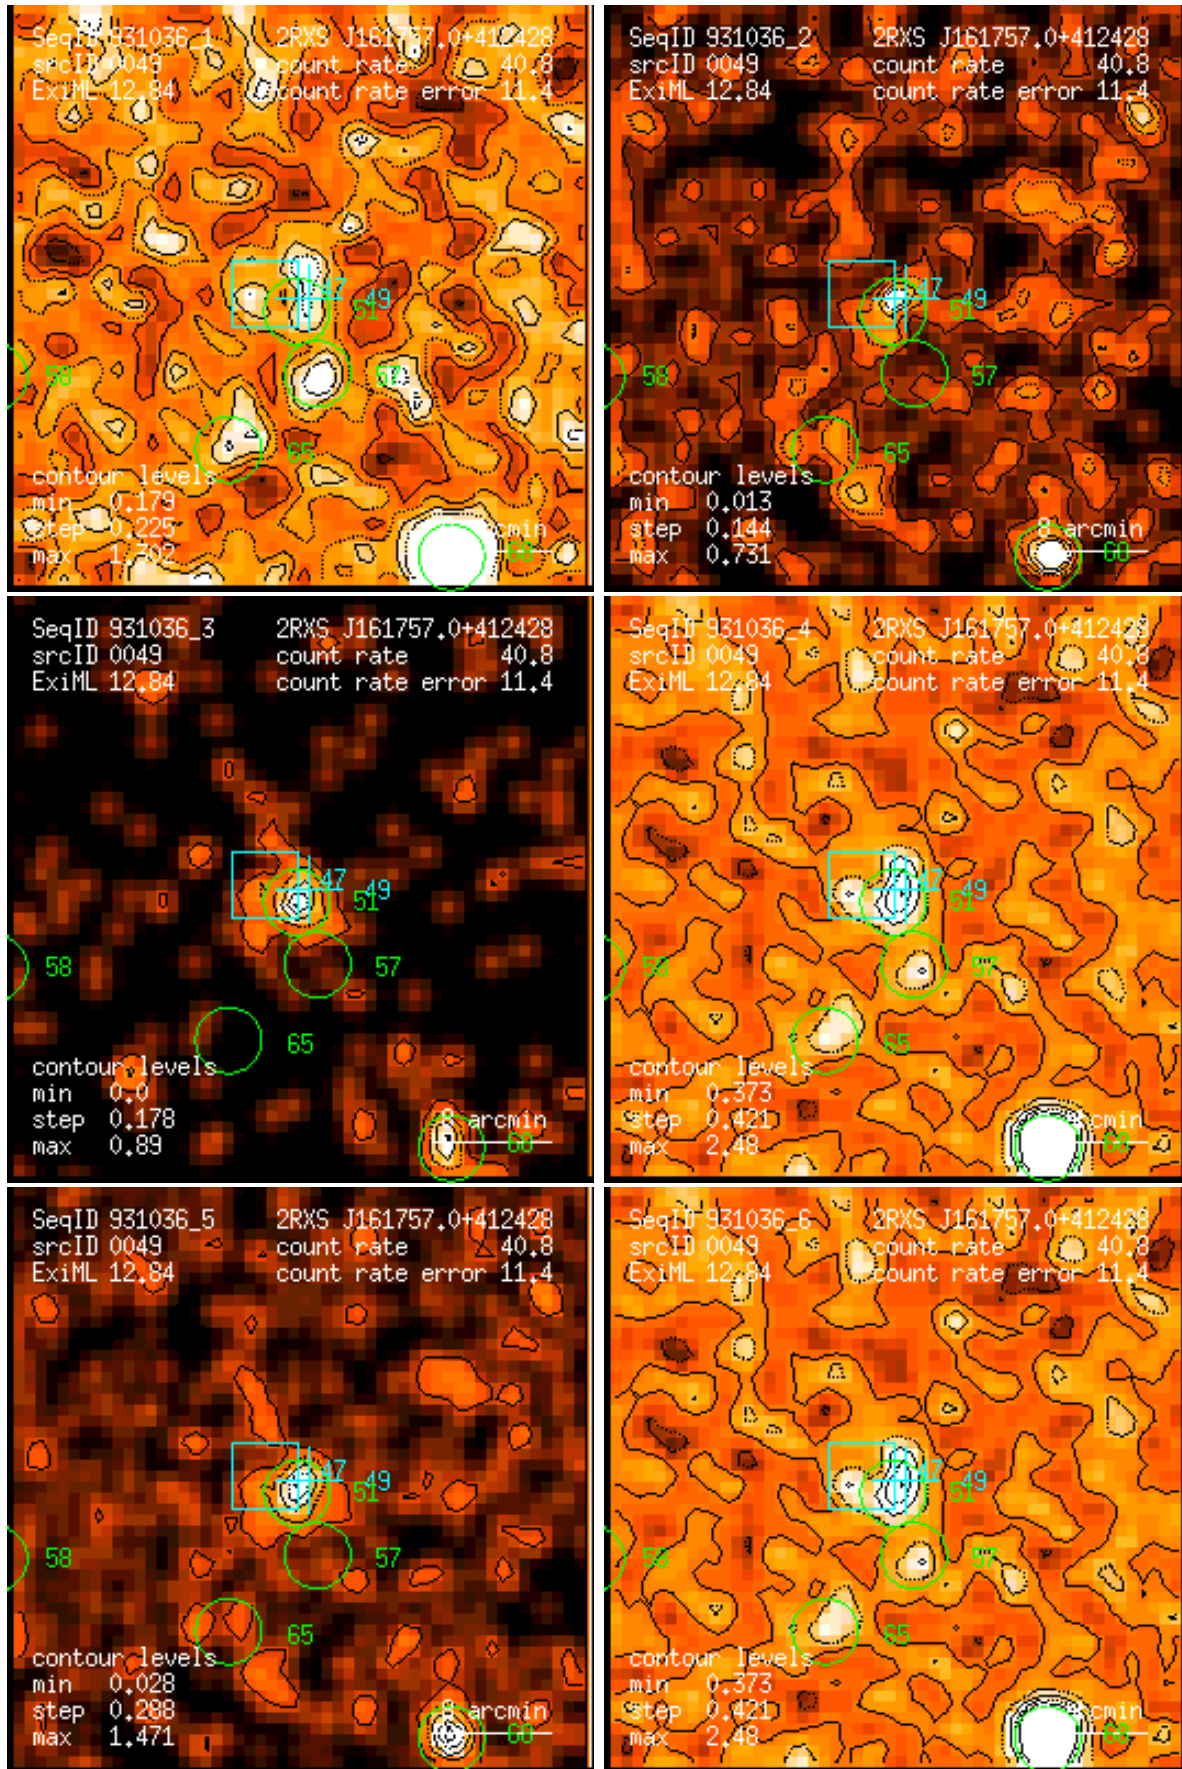 SeqID 931036_1 2RXS J161757.0+412428
srcID 0049 count rate 40.8
ExiML 12.84 count rate error 11.4
47
49
51
58
57
65
contour levels
min 0.179
step 0.225
max 1.302
SeqID 931036_2 2RXS J161757.0+412428
srcID 0049 count rate 40.8
ExiML 12.84 count rate error 11.4
47
49
51
58
57
65
contour levels
min 0.013
step 0.144
max 0.731
8 arcmin
SeqID 931036_3 2RXS J161757.0+412428
srcID 0049 count rate 40.8
ExiML 12.84 count rate error 11.4
47
49
51
58
57
65
contour levels
min 0.0
step 0.178
max 0.89
8 arcmin
SeqID 931036_4 2RXS J161757.0+412428
srcID 0049 count rate 40.8
ExiML 12.84 count rate error 11.4
47
49
51
58
57
65
contour levels
min 0.373
step 0.421
max 2.48
SeqID 931036_5 2RXS J161757.0+412428
srcID 0049 count rate 40.8
ExiML 12.84 count rate error 11.4
47
49
51
58
57
65
contour levels
min 0.028
step 0.288
max 1.471
8 arcmin
SeqID 931036_6 2RXS J161757.0+412428
srcID 0049 count rate 40.8
ExiML 12.84 count rate error 11.4
47
49
51
58
57
65
contour levels
min 0.373
step 0.421
max 2.48